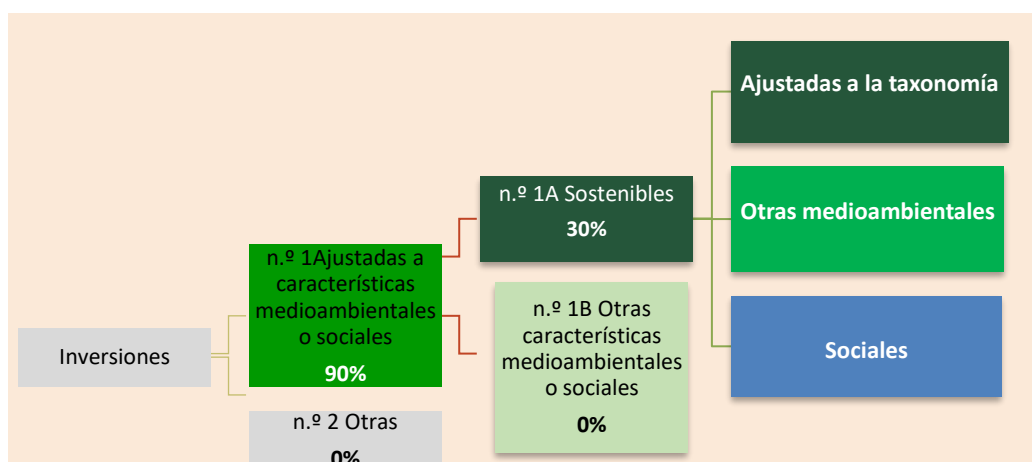 Inversiones
n.º 1Ajustadas a
características
medioambientales
o sociales
90%
n.º 2 Otras
0%
n.º 1A Sostenibles
30%
n.º 1B Otras
características
medioambientales
o sociales
0%
Ajustadas a la taxonomía
Otras medioambientales
Sociales